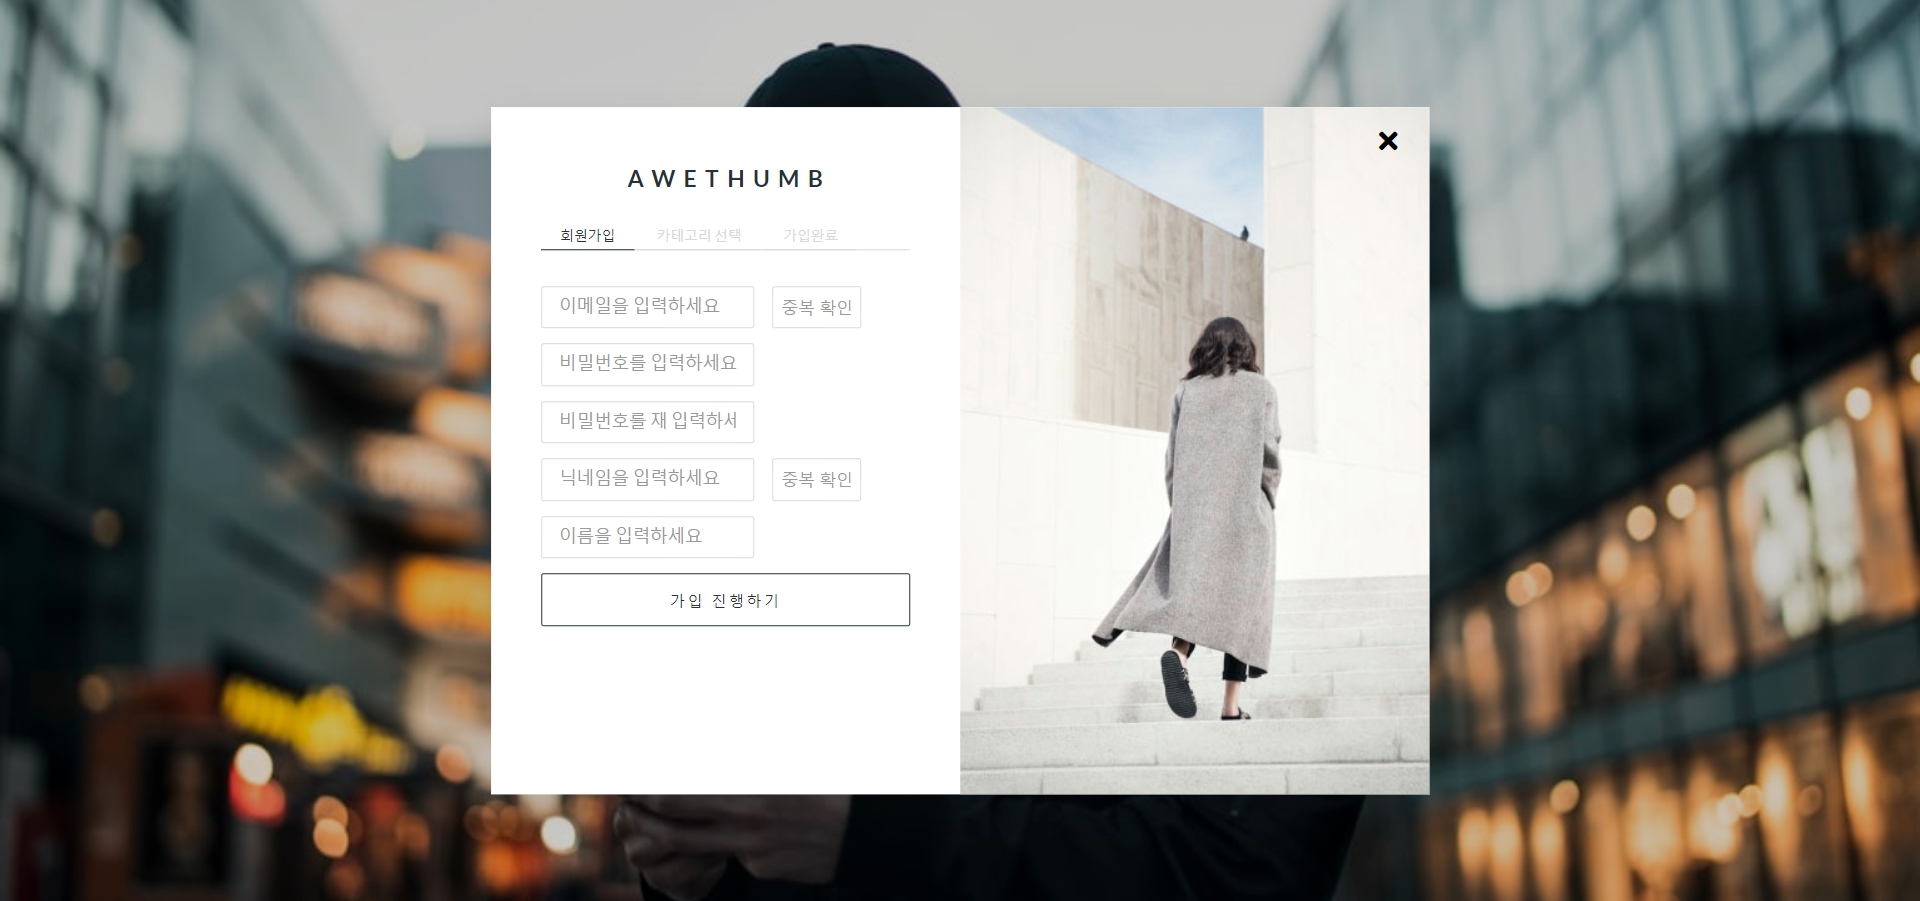 AWETHUMB
회원가입 카테고리 선택 가입완료
이메일을 입력하세요 중복 확인
비밀번호를 입력하세요
비밀번호를 재 입력하서
닉네임을 입력하세요 중복 확인
이름을 입력하세요
가입 진행하기